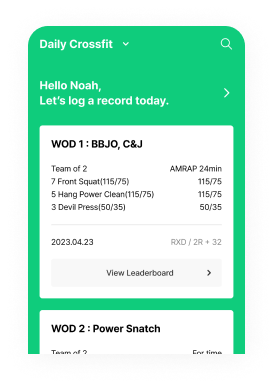 Daily Crossfit
Hello Noah,
Let's log a record today.
WOD 1 : BBJO, C&J
Team of 2 AMRAP 24min
7 Front Squat(115/75) 115/75
5 Hang Power Clean(115/75) 115/75
3 Devil Press(50/35) 50/35
2023.04.23 RXD / 2R + 32
View Leaderboard
WOD 2 : Power Snatch
Team of 2 For time